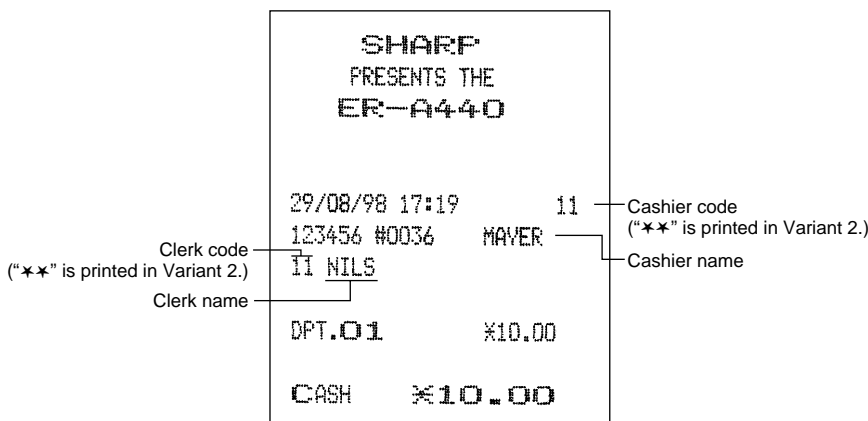 SHARP
PRESENTS THE
ER-A440
29/08/98 17:19 11
123456 #0036 MAYER
11 NILS
DPT.01 ⁎10.00
CASH ⁎10.00
Cashier code
("★★" is printed in Variant 2.)
Cashier name
Clerk code
("★★" is printed in Variant 2.)
Clerk name